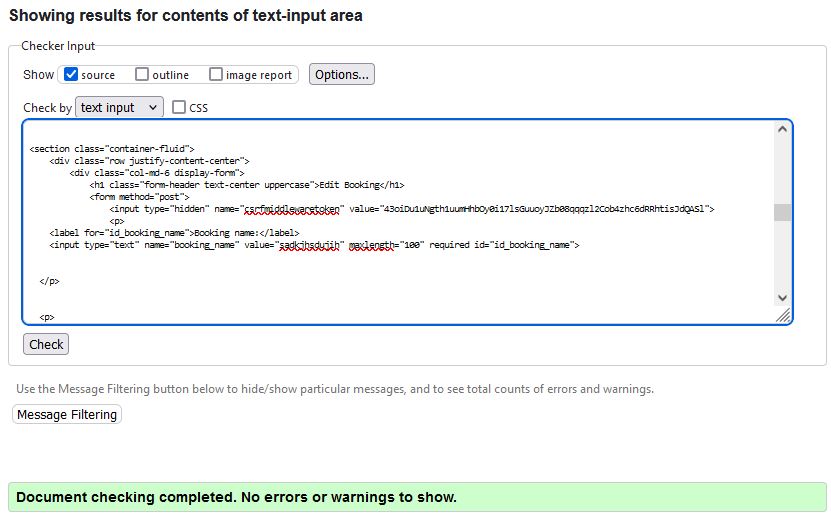 Showing results for contents of text-input area
Checker Input
Show source outline image report Options...
Check by text input CSS
<section class="container-fluid">
<div class="row justify-content-center">
<div class="col-md-6 display-form">
<h1 class="form-header text-center uppercase">Edit Booking</h1>
<form method="post">
<input type="hidden" name="csrfmiddlewaretoken" value="43oiDu1uNgth1uumHhbOy0i17lsGuuoyJZb08qqqzl2Cob4zhc6dRRhtisJdQASl">
<p>
<label for="id_booking_name">Booking name:</label>
<input type="text" name="booking_name" value="sadkjhsdujih" maxlength="100" required id="id_booking_name">
</p>
<p>
Check
Use the Message Filtering button below to hide/show particular messages, and to see total counts of errors and warnings.
Message Filtering
Document checking completed. No errors or warnings to show.